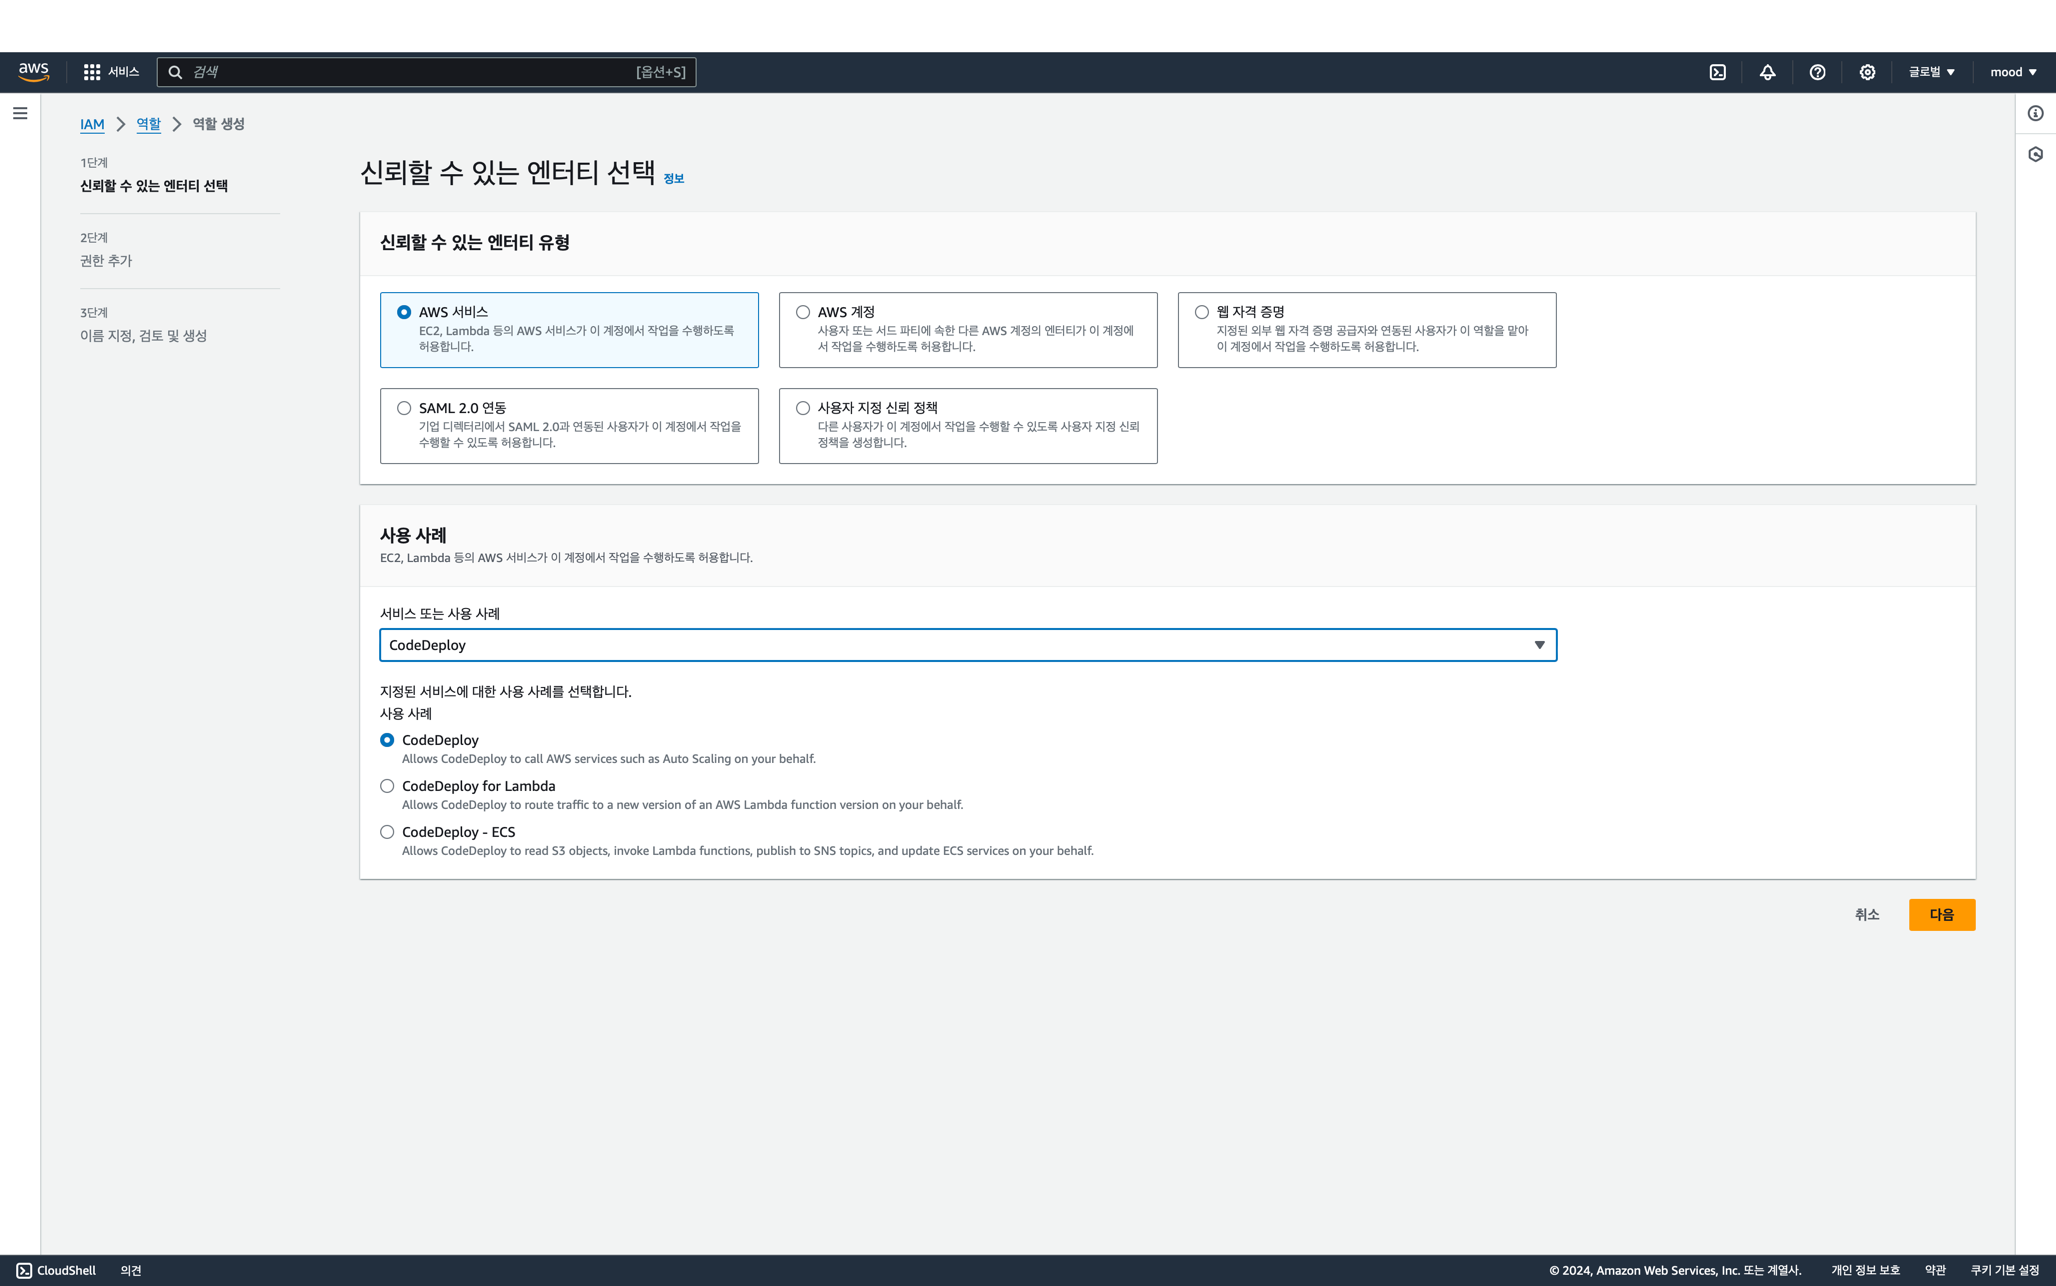 aws
서비스
검색
[옵션+S]
글로벌 ▼
mood ▼
IAM > 역할 > 역할 생성
1단계
신뢰할 수 있는 엔터티 선택
2단계
권한 추가
3단계
이름 지정, 검토 및 생성
신뢰할 수 있는 엔터티 선택 정보
신뢰할 수 있는 엔터티 유형
AWS 서비스
EC2, Lambda 등의 AWS 서비스가 이 계정에서 작업을 수행하도록
허용합니다.
AWS 계정
사용자 또는 서드 파티에 속한 다른 AWS 계정의 엔터티가 이 계정에
서 작업을 수행하도록 허용합니다.
웹 자격 증명
지정된 외부 웹 자격 증명 공급자와 연동된 사용자가 이 역할을 맡아
이 계정에서 작업을 수행하도록 허용합니다.
SAML 2.0 연동
기업 디렉터리에서 SAML 2.0과 연동된 사용자가 이 계정에서 작업을
수행할 수 있도록 허용합니다.
사용자 지정 신뢰 정책
다른 사용자가 이 계정에서 작업을 수행할 수 있도록 사용자 지정 신뢰
정책을 생성합니다.
사용 사례
EC2, Lambda 등의 AWS 서비스가 이 계정에서 작업을 수행하도록 허용합니다.
서비스 또는 사용 사례
CodeDeploy
지정된 서비스에 대한 사용 사례를 선택합니다.
사용 사례
CodeDeploy
Allows CodeDeploy to call AWS services such as Auto Scaling on your behalf.
CodeDeploy for Lambda
Allows CodeDeploy to route traffic to a new version of an AWS Lambda function version on your behalf.
CodeDeploy - ECS
Allows CodeDeploy to read S3 objects, invoke Lambda functions, publish to SNS topics, and update ECS services on your behalf.
취소
다음
CloudShell
의견
© 2024, Amazon Web Services, Inc. 또는 계열사.
개인 정보 보호
약관
쿠키 기본 설정